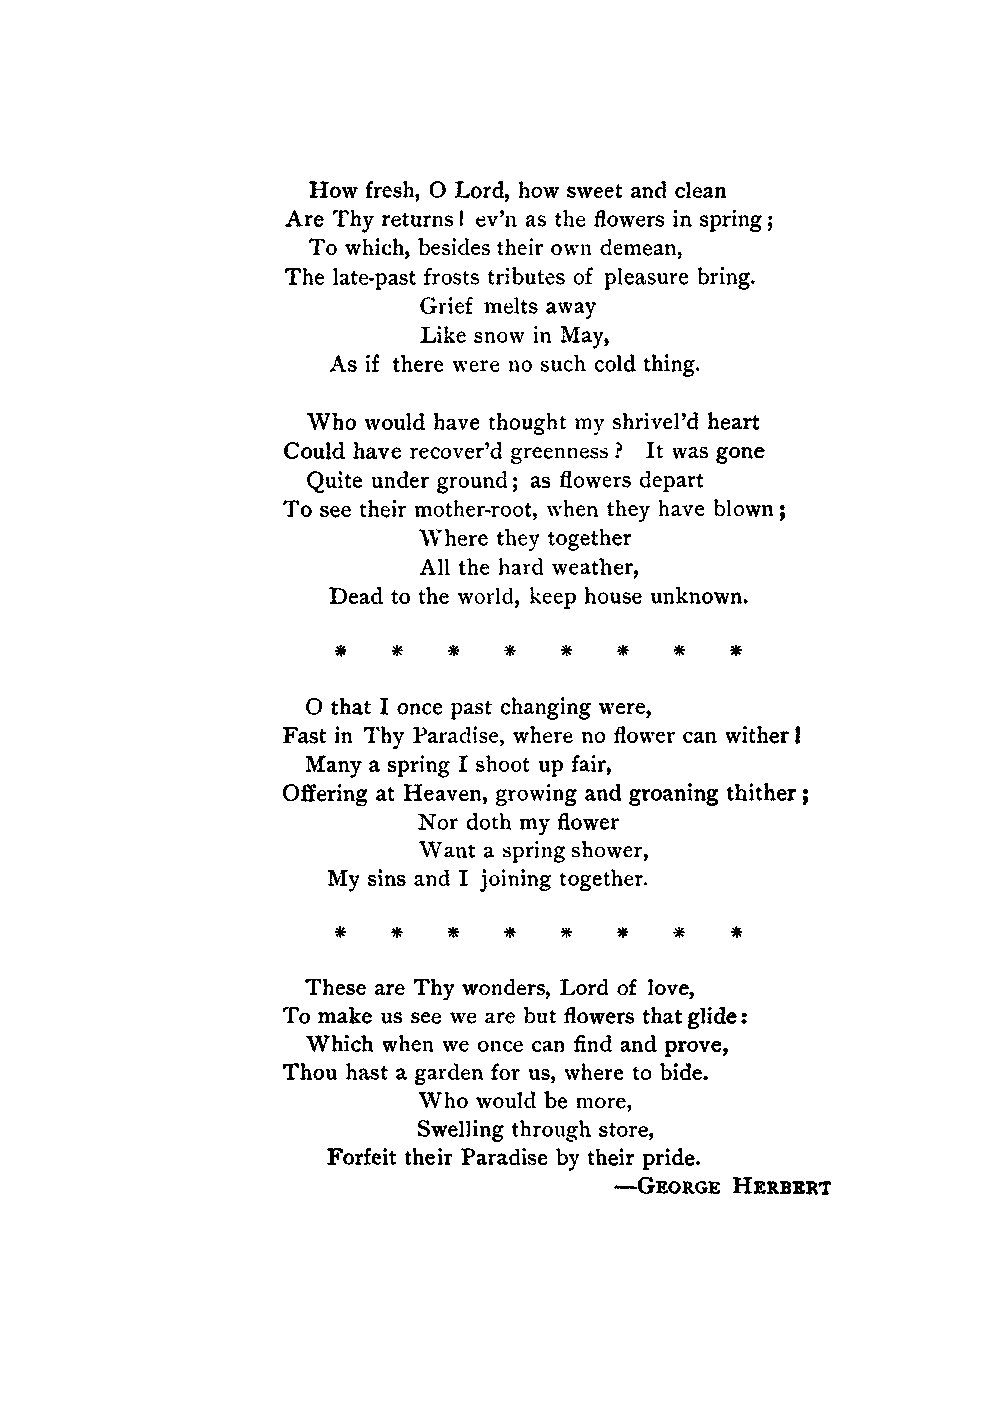 How fresh, O Lord, how sweet and clean
Are Thy returns! ev'n as the flowers in spring;
To which, besides their own demean,
The late-past frosts tributes of pleasure bring.
Grief melts away
Like snow in May,
As if there were no such cold thing.
Who would have thought my shrivel'd heart
Could have recover'd greenness? It was gone
Quite under ground; as flowers depart
To see their mother-root, when they have blown;
Where they together
All the hard weather,
Dead to the world, keep house unknown.
* * * * * * * *
O that I once past changing were,
Fast in Thy Paradise, where no flower can wither!
Many a spring I shoot up fair,
Offering at Heaven, growing and groaning thither;
Nor doth my flower
Want a spring shower,
My sins and I joining together.
* * * * * * * *
These are Thy wonders, Lord of love,
To make us see we are but flowers that glide:
Which when we once can find and prove,
Thou hast a garden for us, where to bide.
Who would be more,
Swelling through store,
Forfeit their Paradise by their pride.
—GEORGE HERBERT